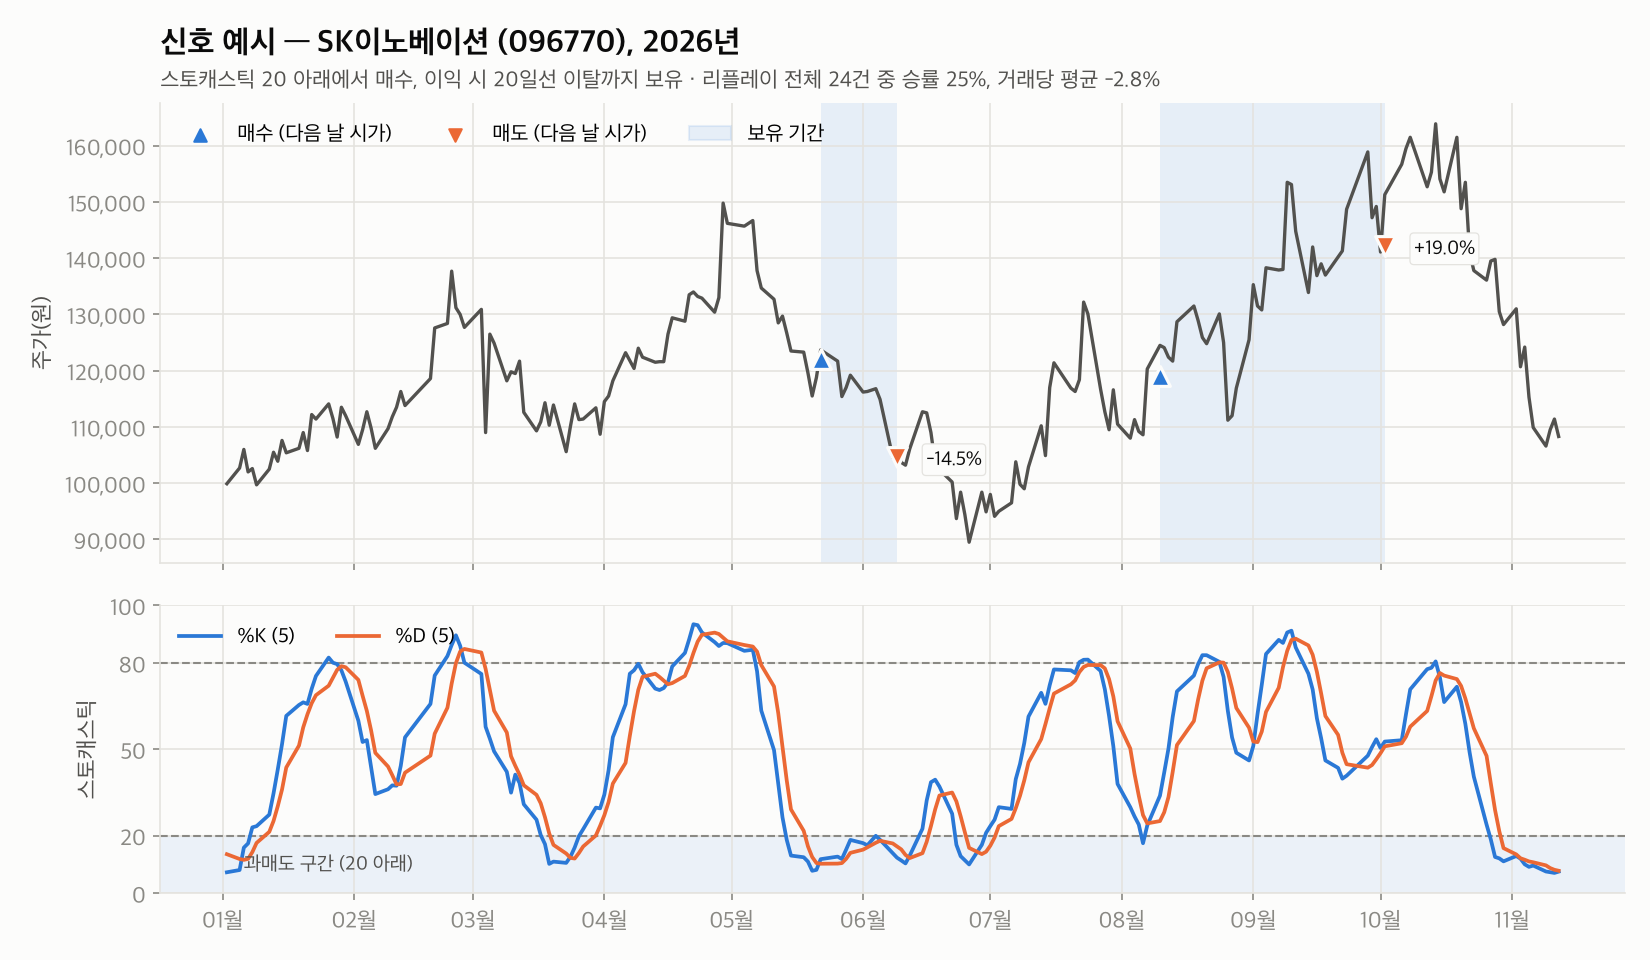 신호 예시 — SK이노베이션 (096770), 2026년
스토캐스틱 20 아래에서 매수, 이익 시 20일선 이탈까지 보유 · 리플레이 전체 24건 중 승률 25%, 거래당 평균 −2.8%
매수 (다음 날 시가) 매도 (다음 날 시가) 보유 기간
주가(원)
160,000
150,000
140,000
130,000
120,000
110,000
100,000
90,000
+19.0%
−14.5%
스토캐스틱
100
80
50
20
0
%K (5) %D (5)
과매도 구간 (20 아래)
01월 02월 03월 04월 05월 06월 07월 08월 09월 10월 11월